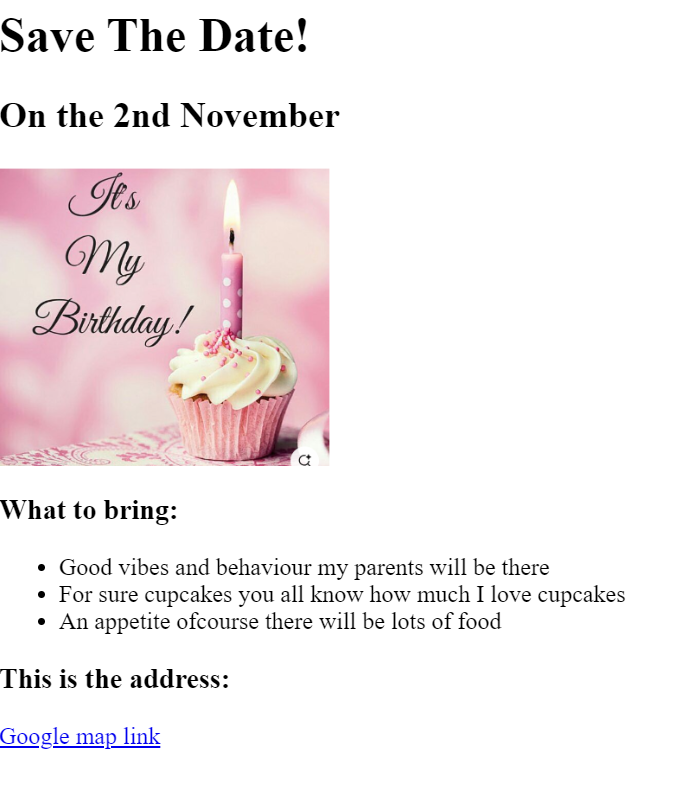 Save The Date!
On the 2nd November
It's
My
Birthday!
What to bring:
Good vibes and behaviour my parents will be there
For sure cupcakes you all know how much I love cupcakes
An appetite ofcourse there will be lots of food
This is the address:
Google map link